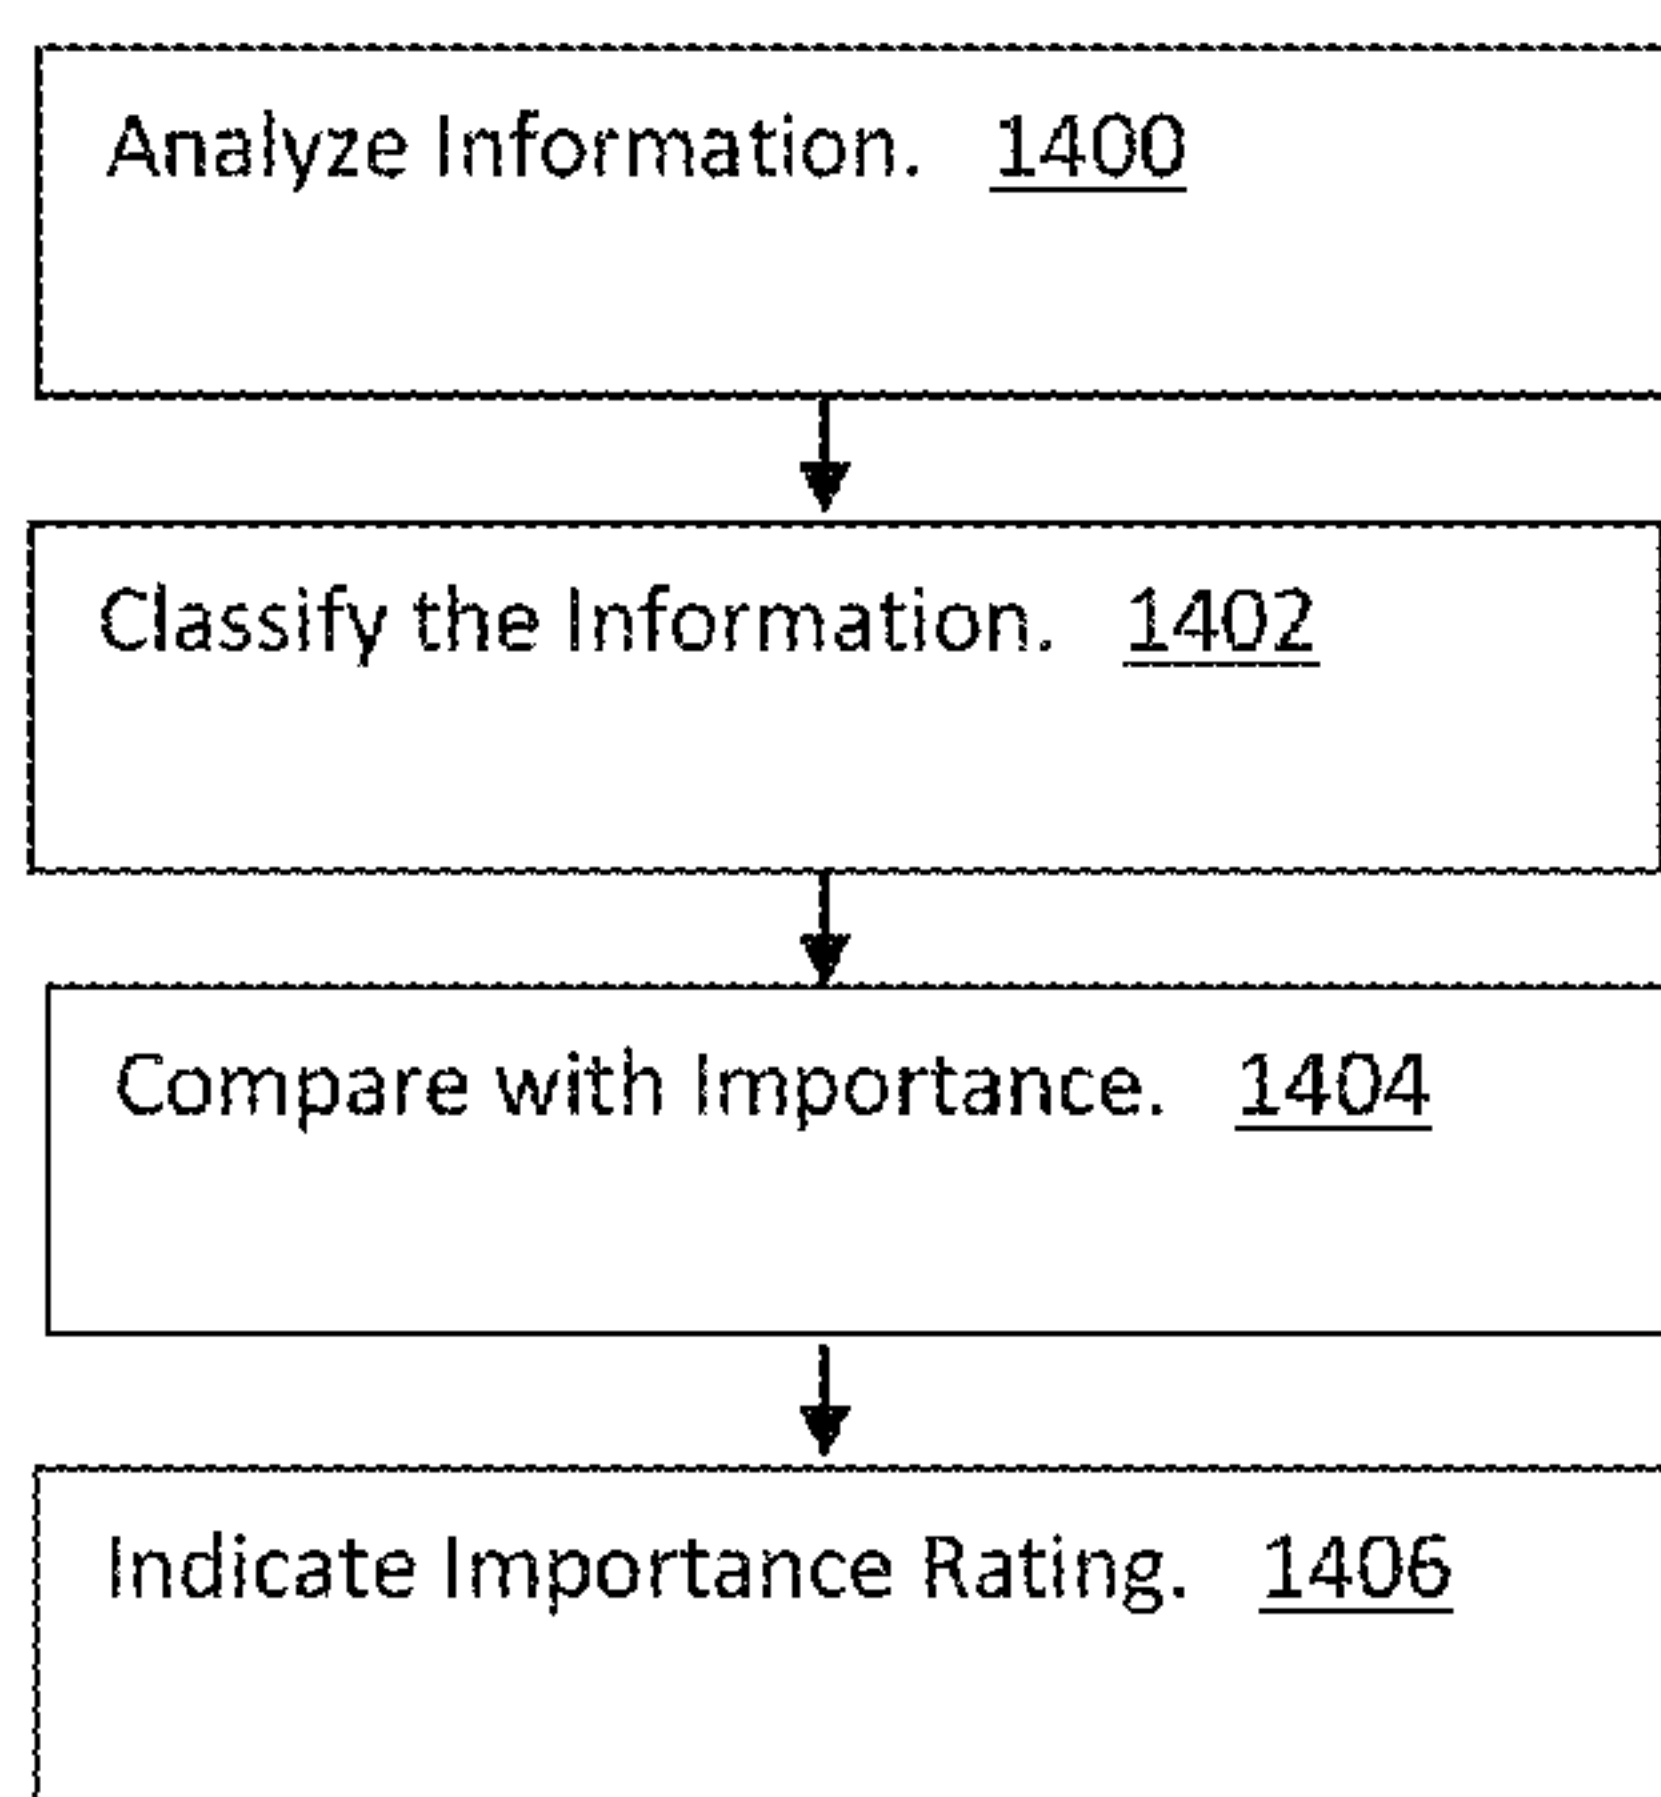 Analyze Information. 1400
Classify the Information. 1402
Compare with Importance. 1404
Indicate Importance Rating. 1406